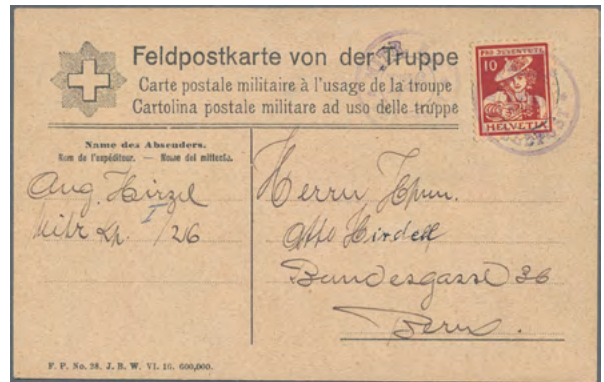 Feldpostkarte von der Truppe
Carte postale militaire à l'usage de la troupe
Cartolina postale militare ad uso delle truppe
PRO JUVENTUTE
10
HELVETIA
Name des Absenders.
Nom de l'expéditeur. — Nome del mittente.
Aug. Hirzel
Mitr Kp. I/26
Herrn Hptm.
Otto
Bundesgasse 36
Bern.
F. P. No. 28. J. B. W. VI. 16. 600,000.